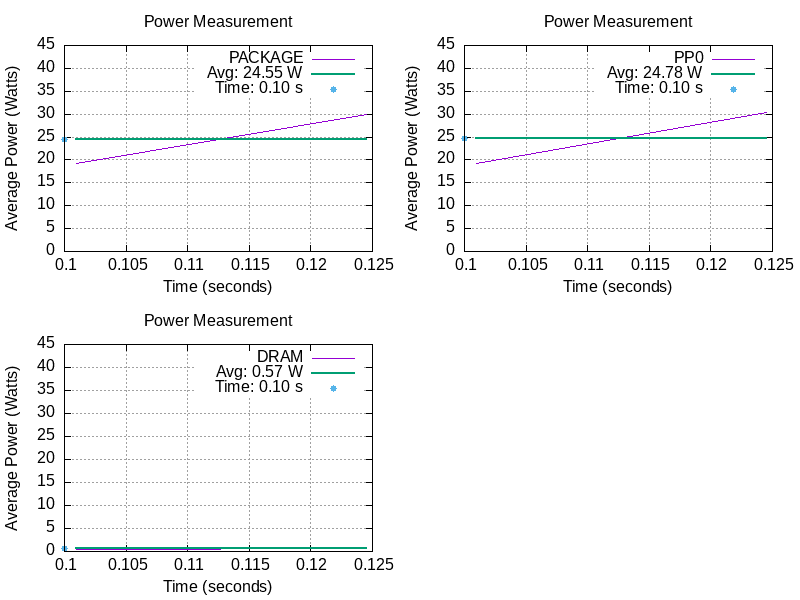 Power Measurement
45
40
35
30
25
20
15
10
5
0
Average Power (Watts)
PACKAGE
Avg: 24.55 W
Time: 0.10 s
0.1 0.105 0.11 0.115 0.12 0.125
Time (seconds)
Power Measurement
45
40
35
30
25
20
15
10
5
0
Average Power (Watts)
PP0
Avg: 24.78 W
Time: 0.10 s
0.1 0.105 0.11 0.115 0.12 0.125
Time (seconds)
Power Measurement
45
40
35
30
25
20
15
10
5
0
Average Power (Watts)
DRAM
Avg: 0.57 W
Time: 0.10 s
0.1 0.105 0.11 0.115 0.12 0.125
Time (seconds)